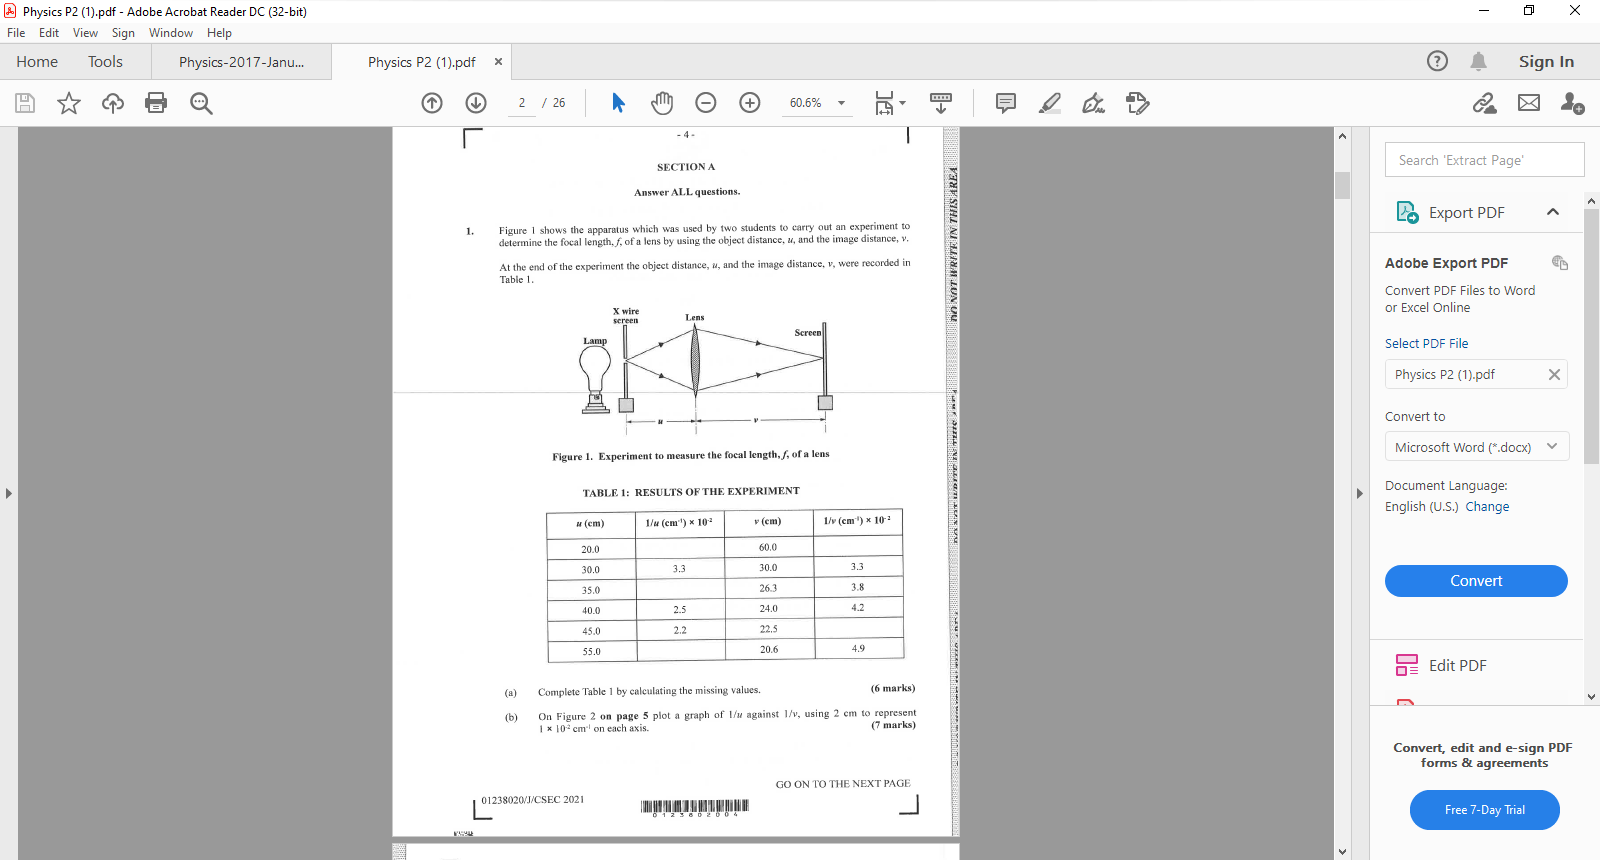 Physics P2 (1).pdf - Adobe Acrobat Reader DC (32-bit)
File Edit View Sign Window Help
Home Tools Physics-2017-Janu... Physics P2 (1).pdf × Sign In
2 / 26 60.6%
- 4 -
SECTION A
Answer ALL questions.
1. Figure 1 shows the apparatus which was used by two students to carry out an experiment to
determine the focal length, f, of a lens by using the object distance, u, and the image distance, v.
At the end of the experiment the object distance, u, and the image distance, v, were recorded in
Table 1.
X wire
screen
Lens
Screen
Lamp
u
v
Figure 1. Experiment to measure the focal length, f, of a lens
TABLE 1: RESULTS OF THE EXPERIMENT
u (cm) 1/u (cm⁻¹) × 10⁻² v (cm) 1/v (cm⁻¹) × 10⁻²
20.0 60.0
30.0 3.3 30.0 3.3
35.0 26.3 3.8
40.0 2.5 24.0 4.2
45.0 2.2 22.5
55.0 20.6 4.9
(a) Complete Table 1 by calculating the missing values. (6 marks)
(b) On Figure 2 on page 5 plot a graph of 1/u against 1/v, using 2 cm to represent
1 × 10⁻² cm⁻¹ on each axis. (7 marks)
GO ON TO THE NEXT PAGE
01238020/J/CSEC 2021
0123802004
DO NOT WRITE IN THIS AREA
Search 'Extract Page'
Export PDF
Adobe Export PDF
Convert PDF Files to Word
or Excel Online
Select PDF File
Physics P2 (1).pdf
Convert to
Microsoft Word (*.docx)
Document Language:
English (U.S.) Change
Convert
Edit PDF
Convert, edit and e-sign PDF
forms & agreements
Free 7-Day Trial